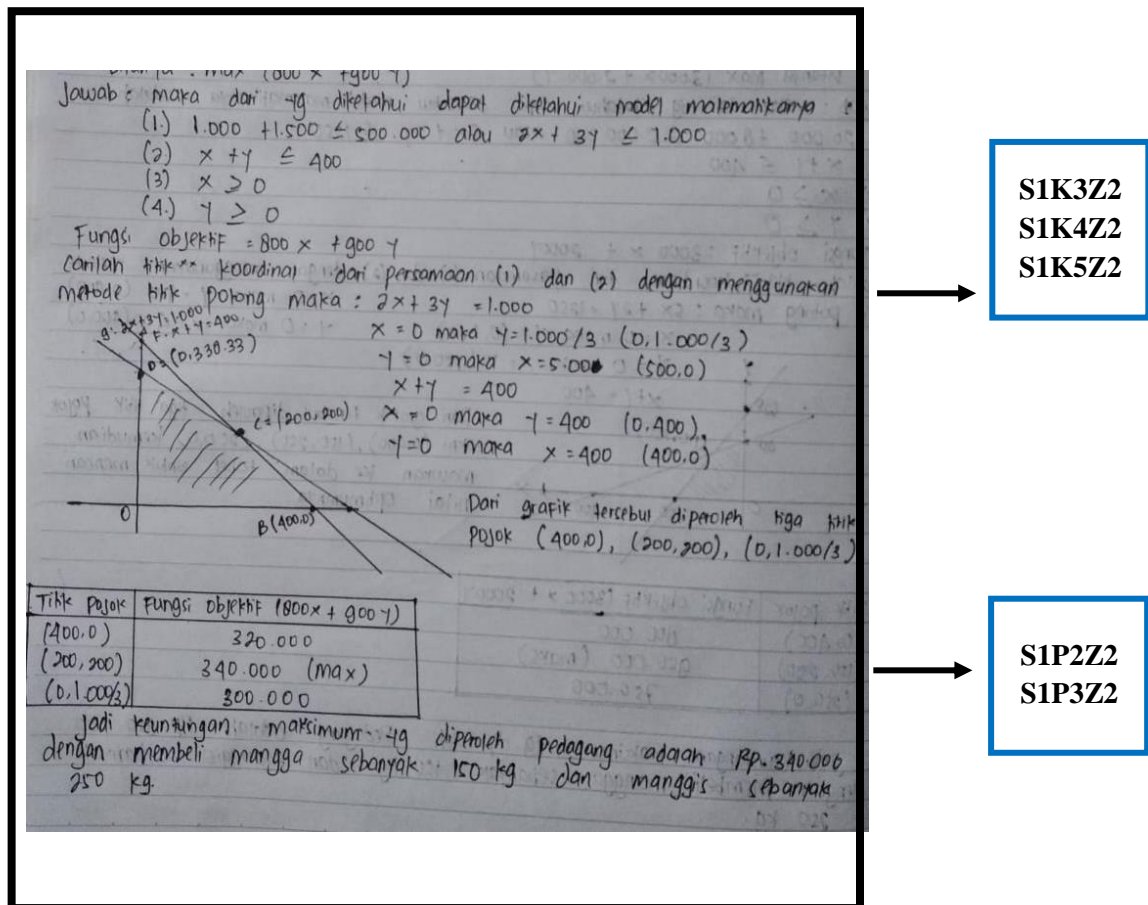 max (800x + 900 y)
Jawab : maka dari yg diketahui dapat diketahui model matematikanya :
(1.) 1.000 + 1.500 ≤ 500.000 atau 2x + 3y ≤ 1.000
(2) x + y ≤ 400
(3) x ≥ 0
(4.) y ≥ 0
Fungsi objektif = 800 x + 900 y
Carilah titik** koordinat dari persamaan (1) dan (2) dengan menggunakan
metode titik potong maka : 2x + 3y = 1.000
x = 0 maka y = 1.000/3 (0, 1.000/3)
y = 0 maka x = 500 (500,0)
x + y = 400
x = 0 maka y = 400 (0,400).
y = 0 maka x = 400 (400,0)
g: 2x+3y=1.000
F: x+y=400.
D = (0,330.33)
C = (200,200)
O
B (400,0)
Dari grafik tersebut diperoleh tiga titik
pojok (400,0), (200,200), (0,1.000/3)
Titik pojok Fungsi objektif (800x + 900 y)
(400,0) 320.000
(200,200) 340.000 (max)
(0,1.000/3) 300.000
Jadi keuntungan maksimum yg diperoleh pedagang adalah Rp. 340.000
dengan membeli mangga sebanyak 150 kg dan manggis sebanyak
250 kg.
S1K3Z2
S1K4Z2
S1K5Z2
S1P2Z2
S1P3Z2